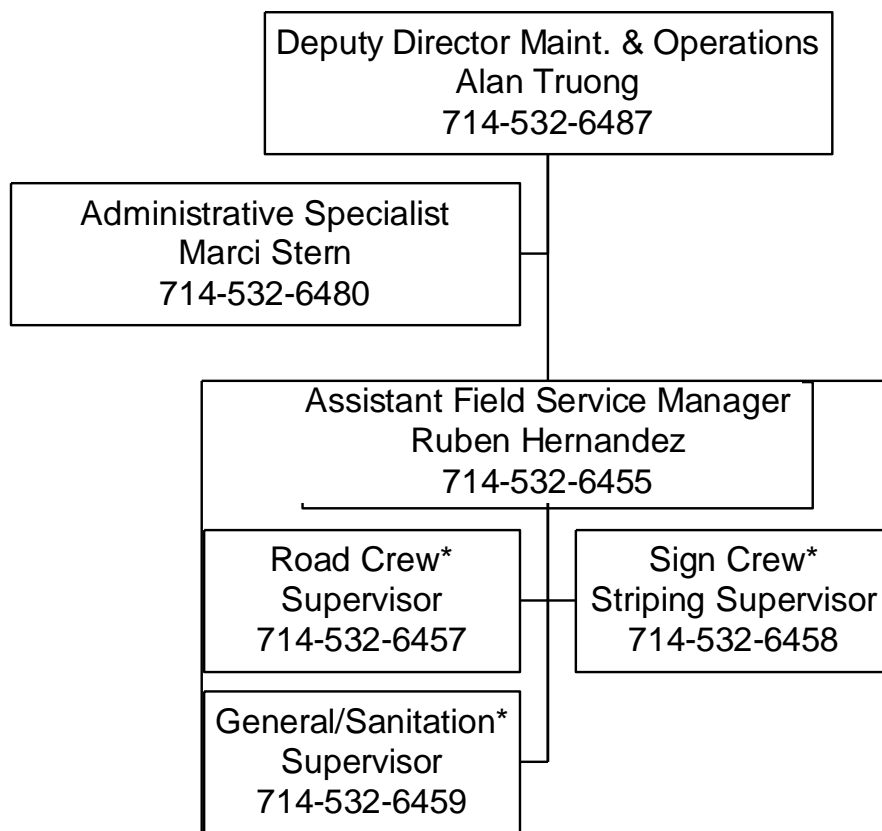 Deputy Director Maint. & Operations
Alan Truong
714-532-6487
Administrative Specialist
Marci Stern
714-532-6480
Assistant Field Service Manager
Ruben Hernandez
714-532-6455
Road Crew*
Supervisor
714-532-6457
Sign Crew*
Striping Supervisor
714-532-6458
General/Sanitation*
Supervisor
714-532-6459